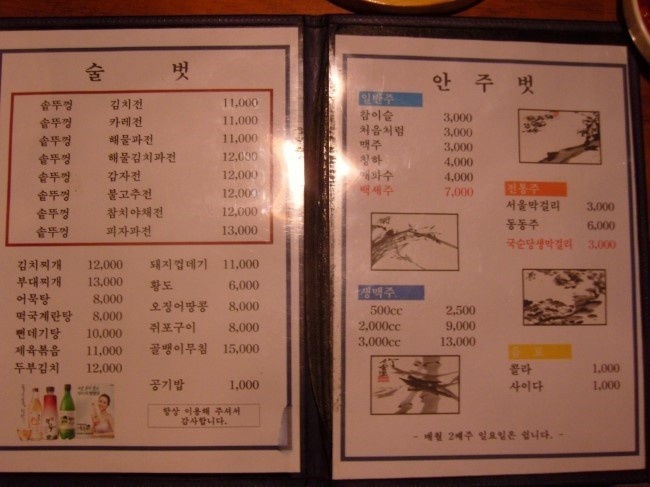 술 벗
솥뚜껑 김치전 11,000
솥뚜껑 카레전 11,000
솥뚜껑 해물파전 11,000
솥뚜껑 해물김치파전 12,000
솥뚜껑 감자전 12,000
솥뚜껑 불고추전 12,000
솥뚜껑 참치야채전 12,000
솥뚜껑 피자파전 13,000
김치찌개 12,000
부대찌개 13,000
어묵탕 8,000
떡국계란탕 8,000
뻔데기탕 10,000
제육볶음 11,000
두부김치 12,000
돼지껍데기 11,000
황도 6,000
오징어땅콩 8,000
쥐포구이 8,000
골뱅이무침 15,000
공기밥 1,000
항상 이용해 주셔서
감사합니다.
안 주 벗
일반주
참이슬 3,000
처음처럼 3,000
맥주 3,000
청하 4,000
매화수 4,000
백세주 7,000
전통주
서울막걸리 3,000
동동주 6,000
국순당생막걸리 3,000
생맥주
500cc 2,500
2,000cc 9,000
3,000cc 13,000
음 료
콜라 1,000
사이다 1,000
- 매월 2째주 일요일은 쉽니다. -